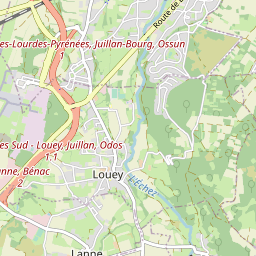 Route de
es-Lourdes-Pyrénées, Juillan-Bourg, Ossun
1
es Sud - Louey, Juillan, Odos
1.1
anne, Bénac
2
Louey
L'Échez
Lanne